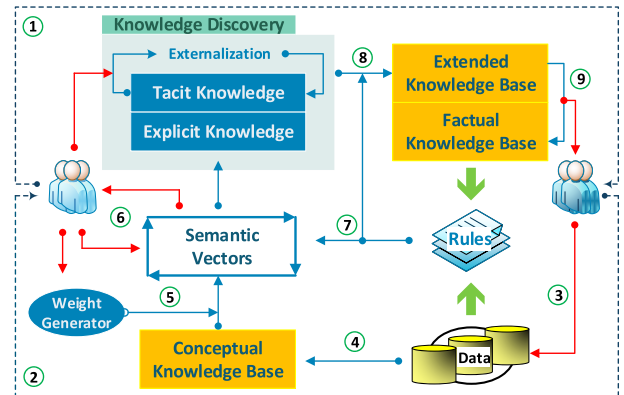 Knowledge Discovery
1
Externalization
8
Extended
Knowledge Base
9
Tacit Knowledge
Explicit Knowledge
Factual
Knowledge Base
6
7
Semantic
Vectors
Rules
5
3
Weight
Generator
4
Conceptual
Knowledge Base
Data
2